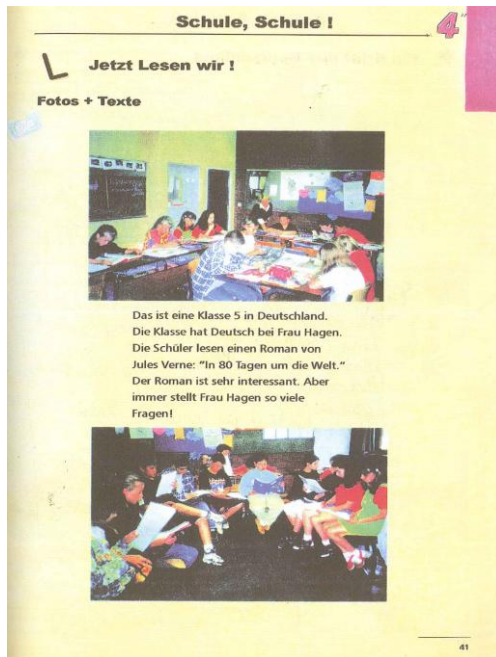 Schule, Schule !
4
L Jetzt Lesen wir !
Fotos + Texte
Das ist eine Klasse 5 in Deutschland.
Die Klasse hat Deutsch bei Frau Hagen.
Die Schüler lesen einen Roman von
Jules Verne: "In 80 Tagen um die Welt."
Der Roman ist sehr interessant. Aber
immer stellt Frau Hagen so viele
Fragen!
41